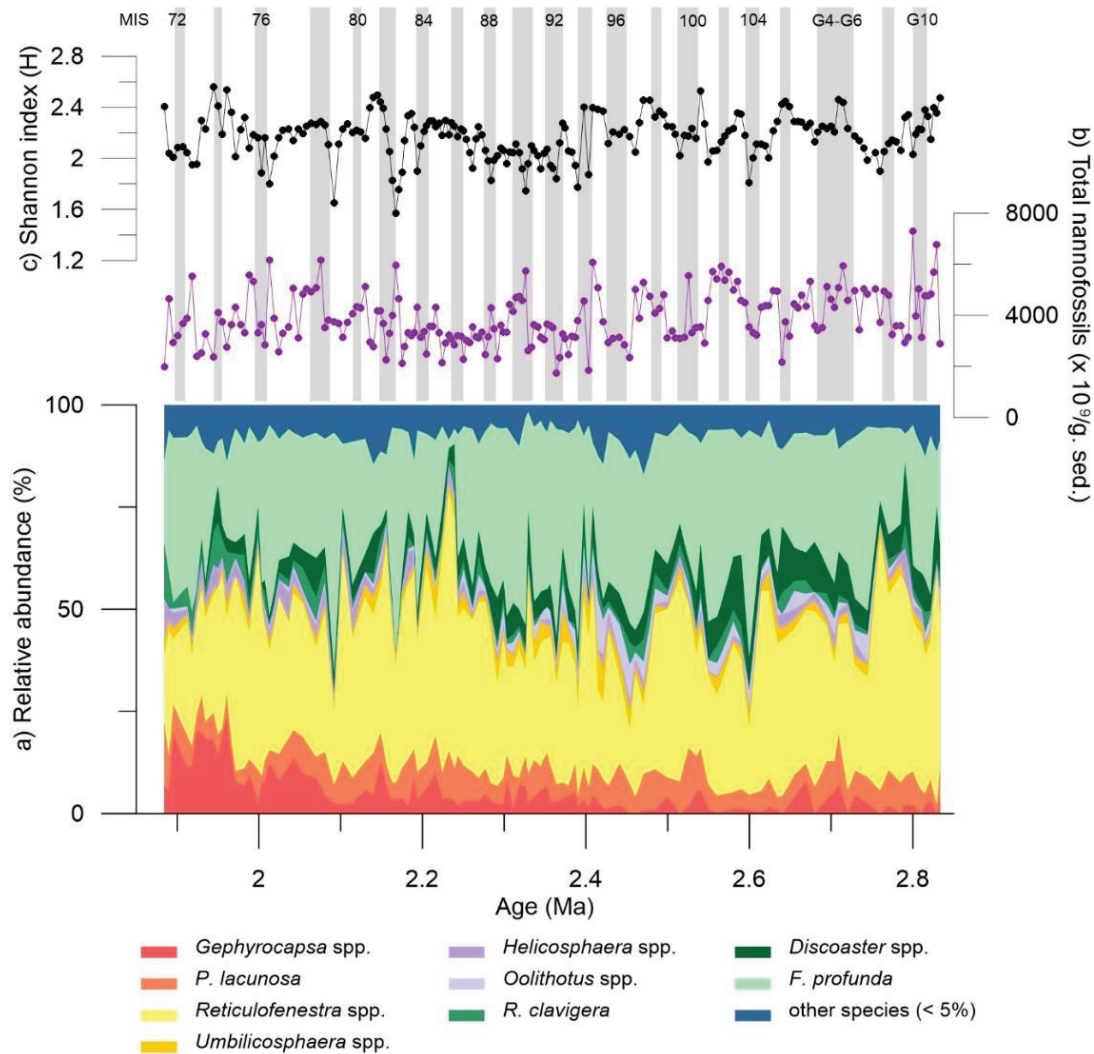 MIS 72 76 80 84 88 92 96 100 104 G4-G6 G10
c) Shannon index (H)
2.8
2.4
2
1.6
1.2
b) Total nannofossils (x 10⁹/g. sed.)
8000
4000
0
a) Relative abundance (%)
100
50
0
2 2.2 2.4 2.6 2.8
Age (Ma)
Gephyrocapsa spp.
P. lacunosa
Reticulofenestra spp.
Umbilicosphaera spp.
Helicosphaera spp.
Oolithotus spp.
R. clavigera
Discoaster spp.
F. profunda
other species (< 5%)